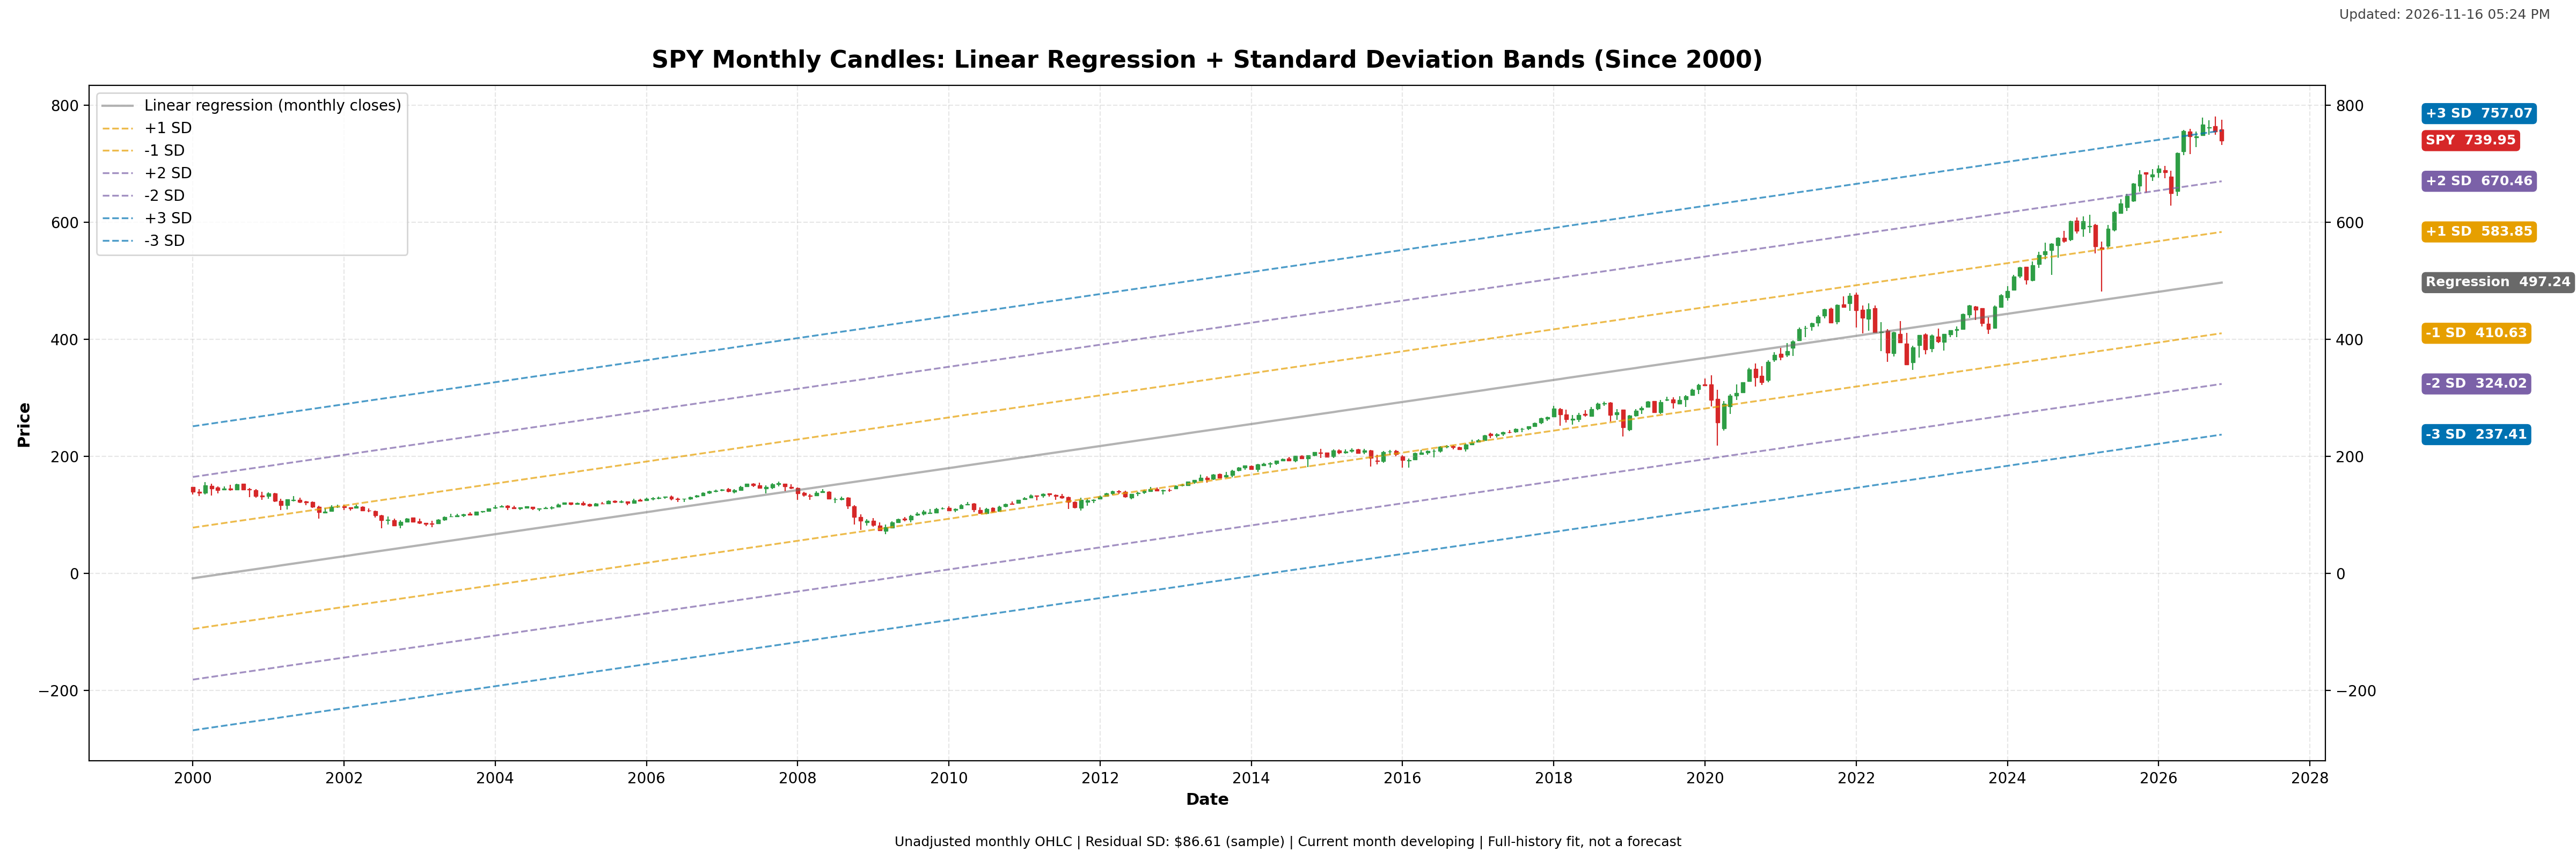 Updated: 2026-11-16 05:24 PM
SPY Monthly Candles: Linear Regression + Standard Deviation Bands (Since 2000)
Linear regression (monthly closes)
+1 SD
-1 SD
+2 SD
-2 SD
+3 SD
-3 SD
800
600
400
200
0
−200
Price
800
600
400
200
0
−200
+3 SD 757.07
SPY 739.95
+2 SD 670.46
+1 SD 583.85
Regression 497.24
-1 SD 410.63
-2 SD 324.02
-3 SD 237.41
2000 2002 2004 2006 2008 2010 2012 2014 2016 2018 2020 2022 2024 2026 2028
Date
Unadjusted monthly OHLC | Residual SD: $86.61 (sample) | Current month developing | Full-history fit, not a forecast